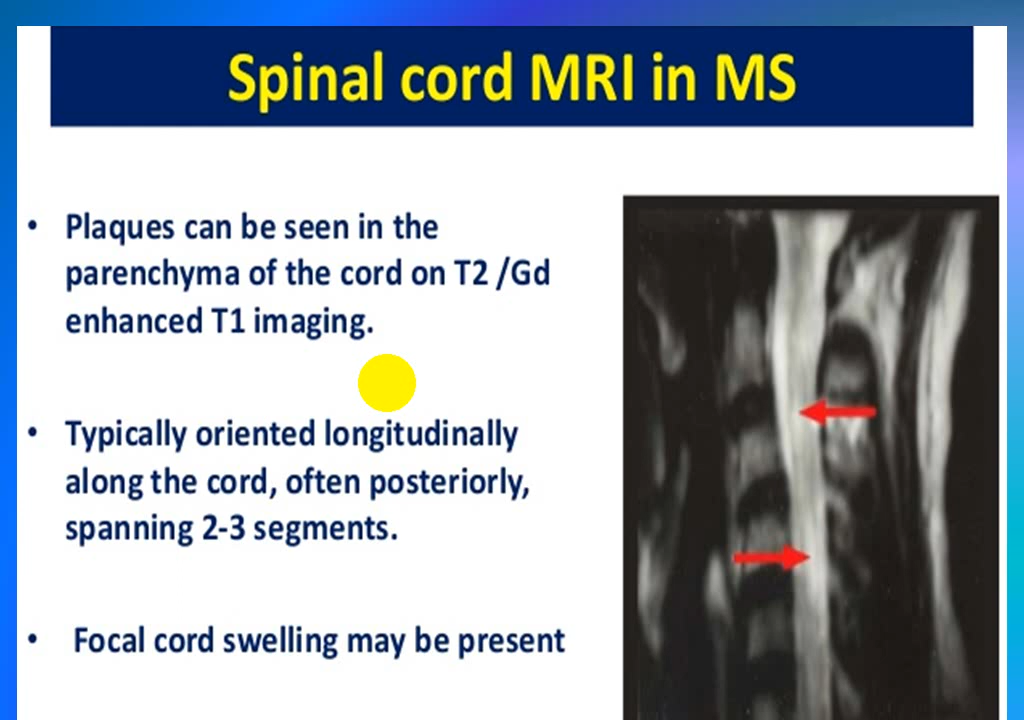 Spinal cord MRI in MS
• Plaques can be seen in the
parenchyma of the cord on T2 /Gd
enhanced T1 imaging.
• Typically oriented longitudinally
along the cord, often posteriorly,
spanning 2-3 segments.
• Focal cord swelling may be present